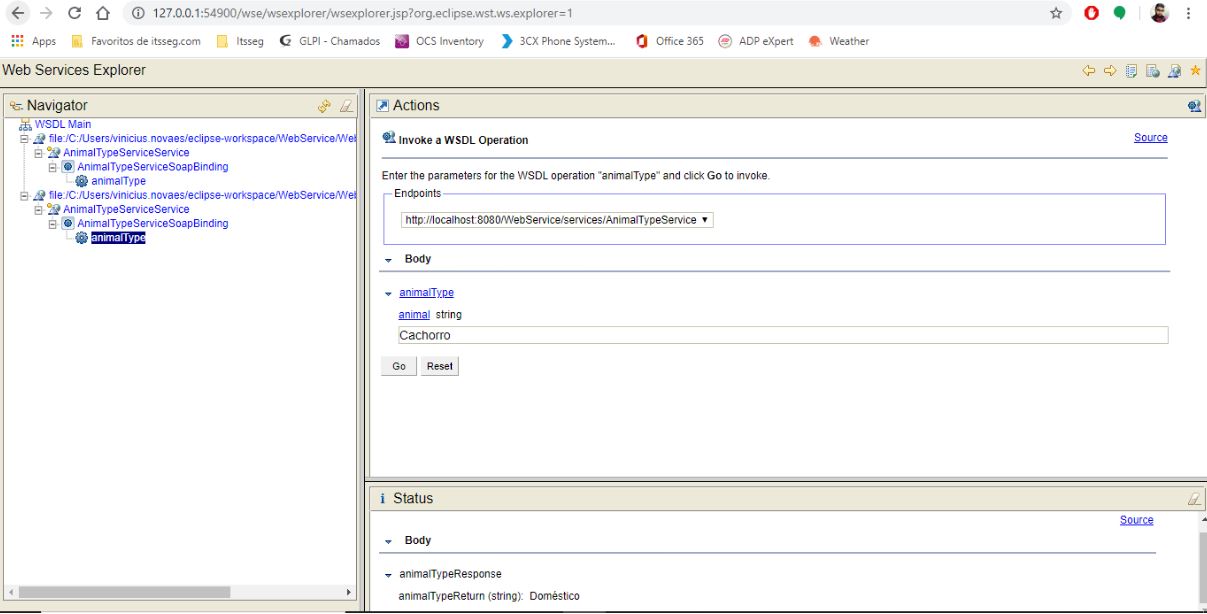 127.0.0.1:54900/wse/wsexplorer/wsexplorer.jsp?org.eclipse.wst.ws.explorer=1
Apps Favoritos de itsseg.com Itsseg GLPI - Chamados OCS Inventory 3CX Phone System... Office 365 ADP eXpert Weather
Web Services Explorer
Navigator
WSDL Main
file:/C:/Users/vinicius.novaes/eclipse-workspace/WebService/Wel
AnimalTypeServiceService
AnimalTypeServiceSoapBinding
animalType
file:/C:/Users/vinicius.novaes/eclipse-workspace/WebService/Wel
AnimalTypeServiceService
AnimalTypeServiceSoapBinding
animalType
Actions
Invoke a WSDL Operation
Source
Enter the parameters for the WSDL operation "animalType" and click Go to invoke.
Endpoints
http://localhost:8080/WebService/services/AnimalTypeService
Body
animalType
animal string
Cachorro
Go Reset
Status
Source
Body
animalTypeResponse
animalTypeReturn (string): Doméstico